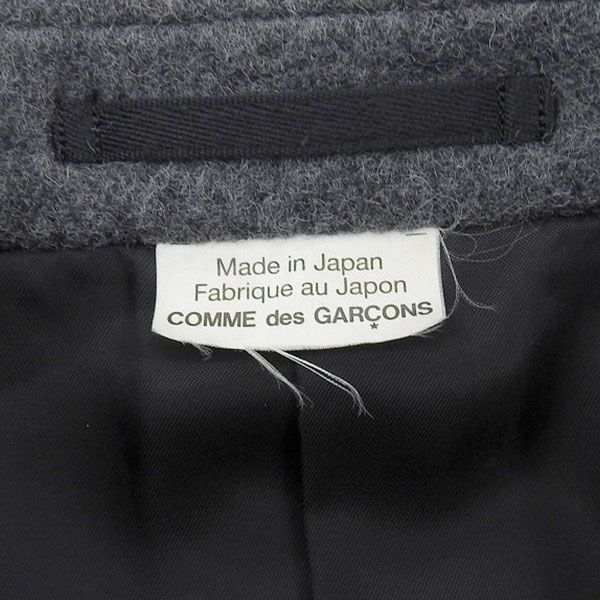 Made in Japan
Fabrique au Japon
COMME des GARÇONS
*